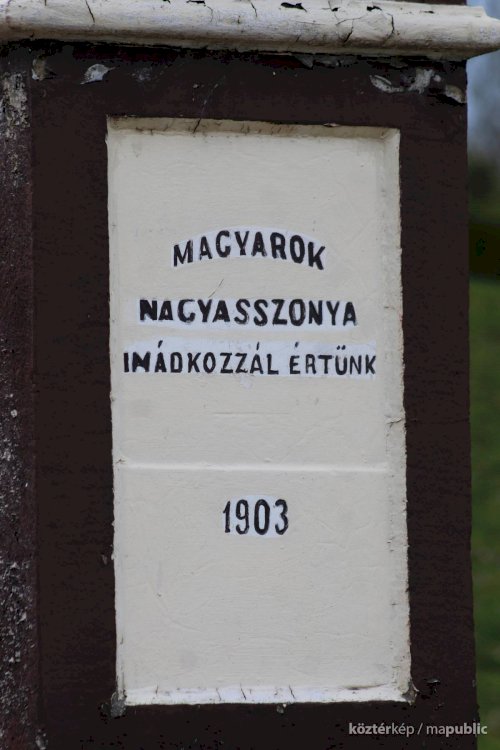 MAGYAROK
NAGYASSZONYA
IMÁDKOZZÁL ÉRTÜNK
1903
köztérkép / mapublic